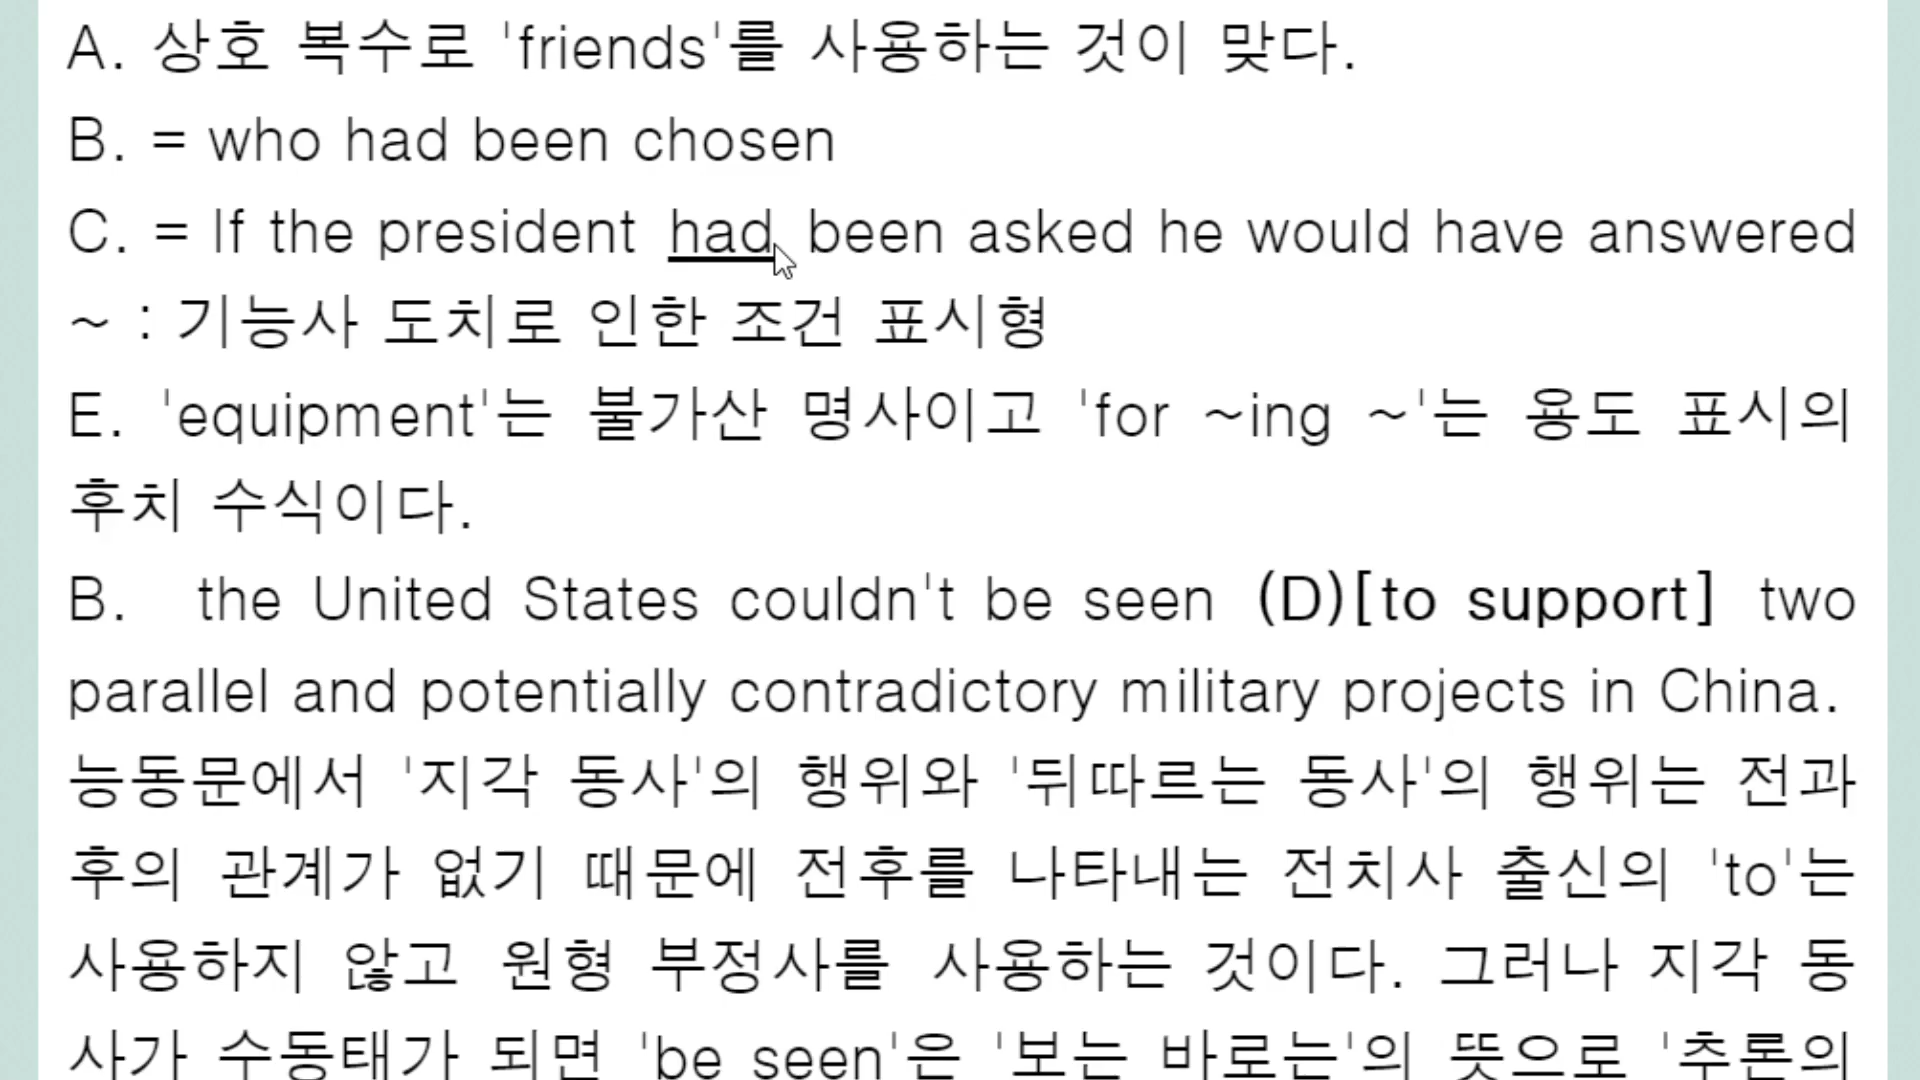 A. 상호 복수로 'friends'를 사용하는 것이 맞다.
B. = who had been chosen
C. = If the president had been asked he would have answered
~ : 기능사 도치로 인한 조건 표시형
E. 'equipment'는 불가산 명사이고 'for ~ing ~'는 용도 표시의
후치 수식이다.
B. the United States couldn't be seen (D)[to support] two
parallel and potentially contradictory military projects in China.
능동문에서 '지각 동사'의 행위와 '뒤따르는 동사'의 행위는 전과
후의 관계가 없기 때문에 전후를 나타내는 전치사 출신의 'to'는
사용하지 않고 원형 부정사를 사용하는 것이다. 그러나 지각 동
사가 수동태가 되면 'be seen'은 '보는 바로는'의 뜻으로 '추론의